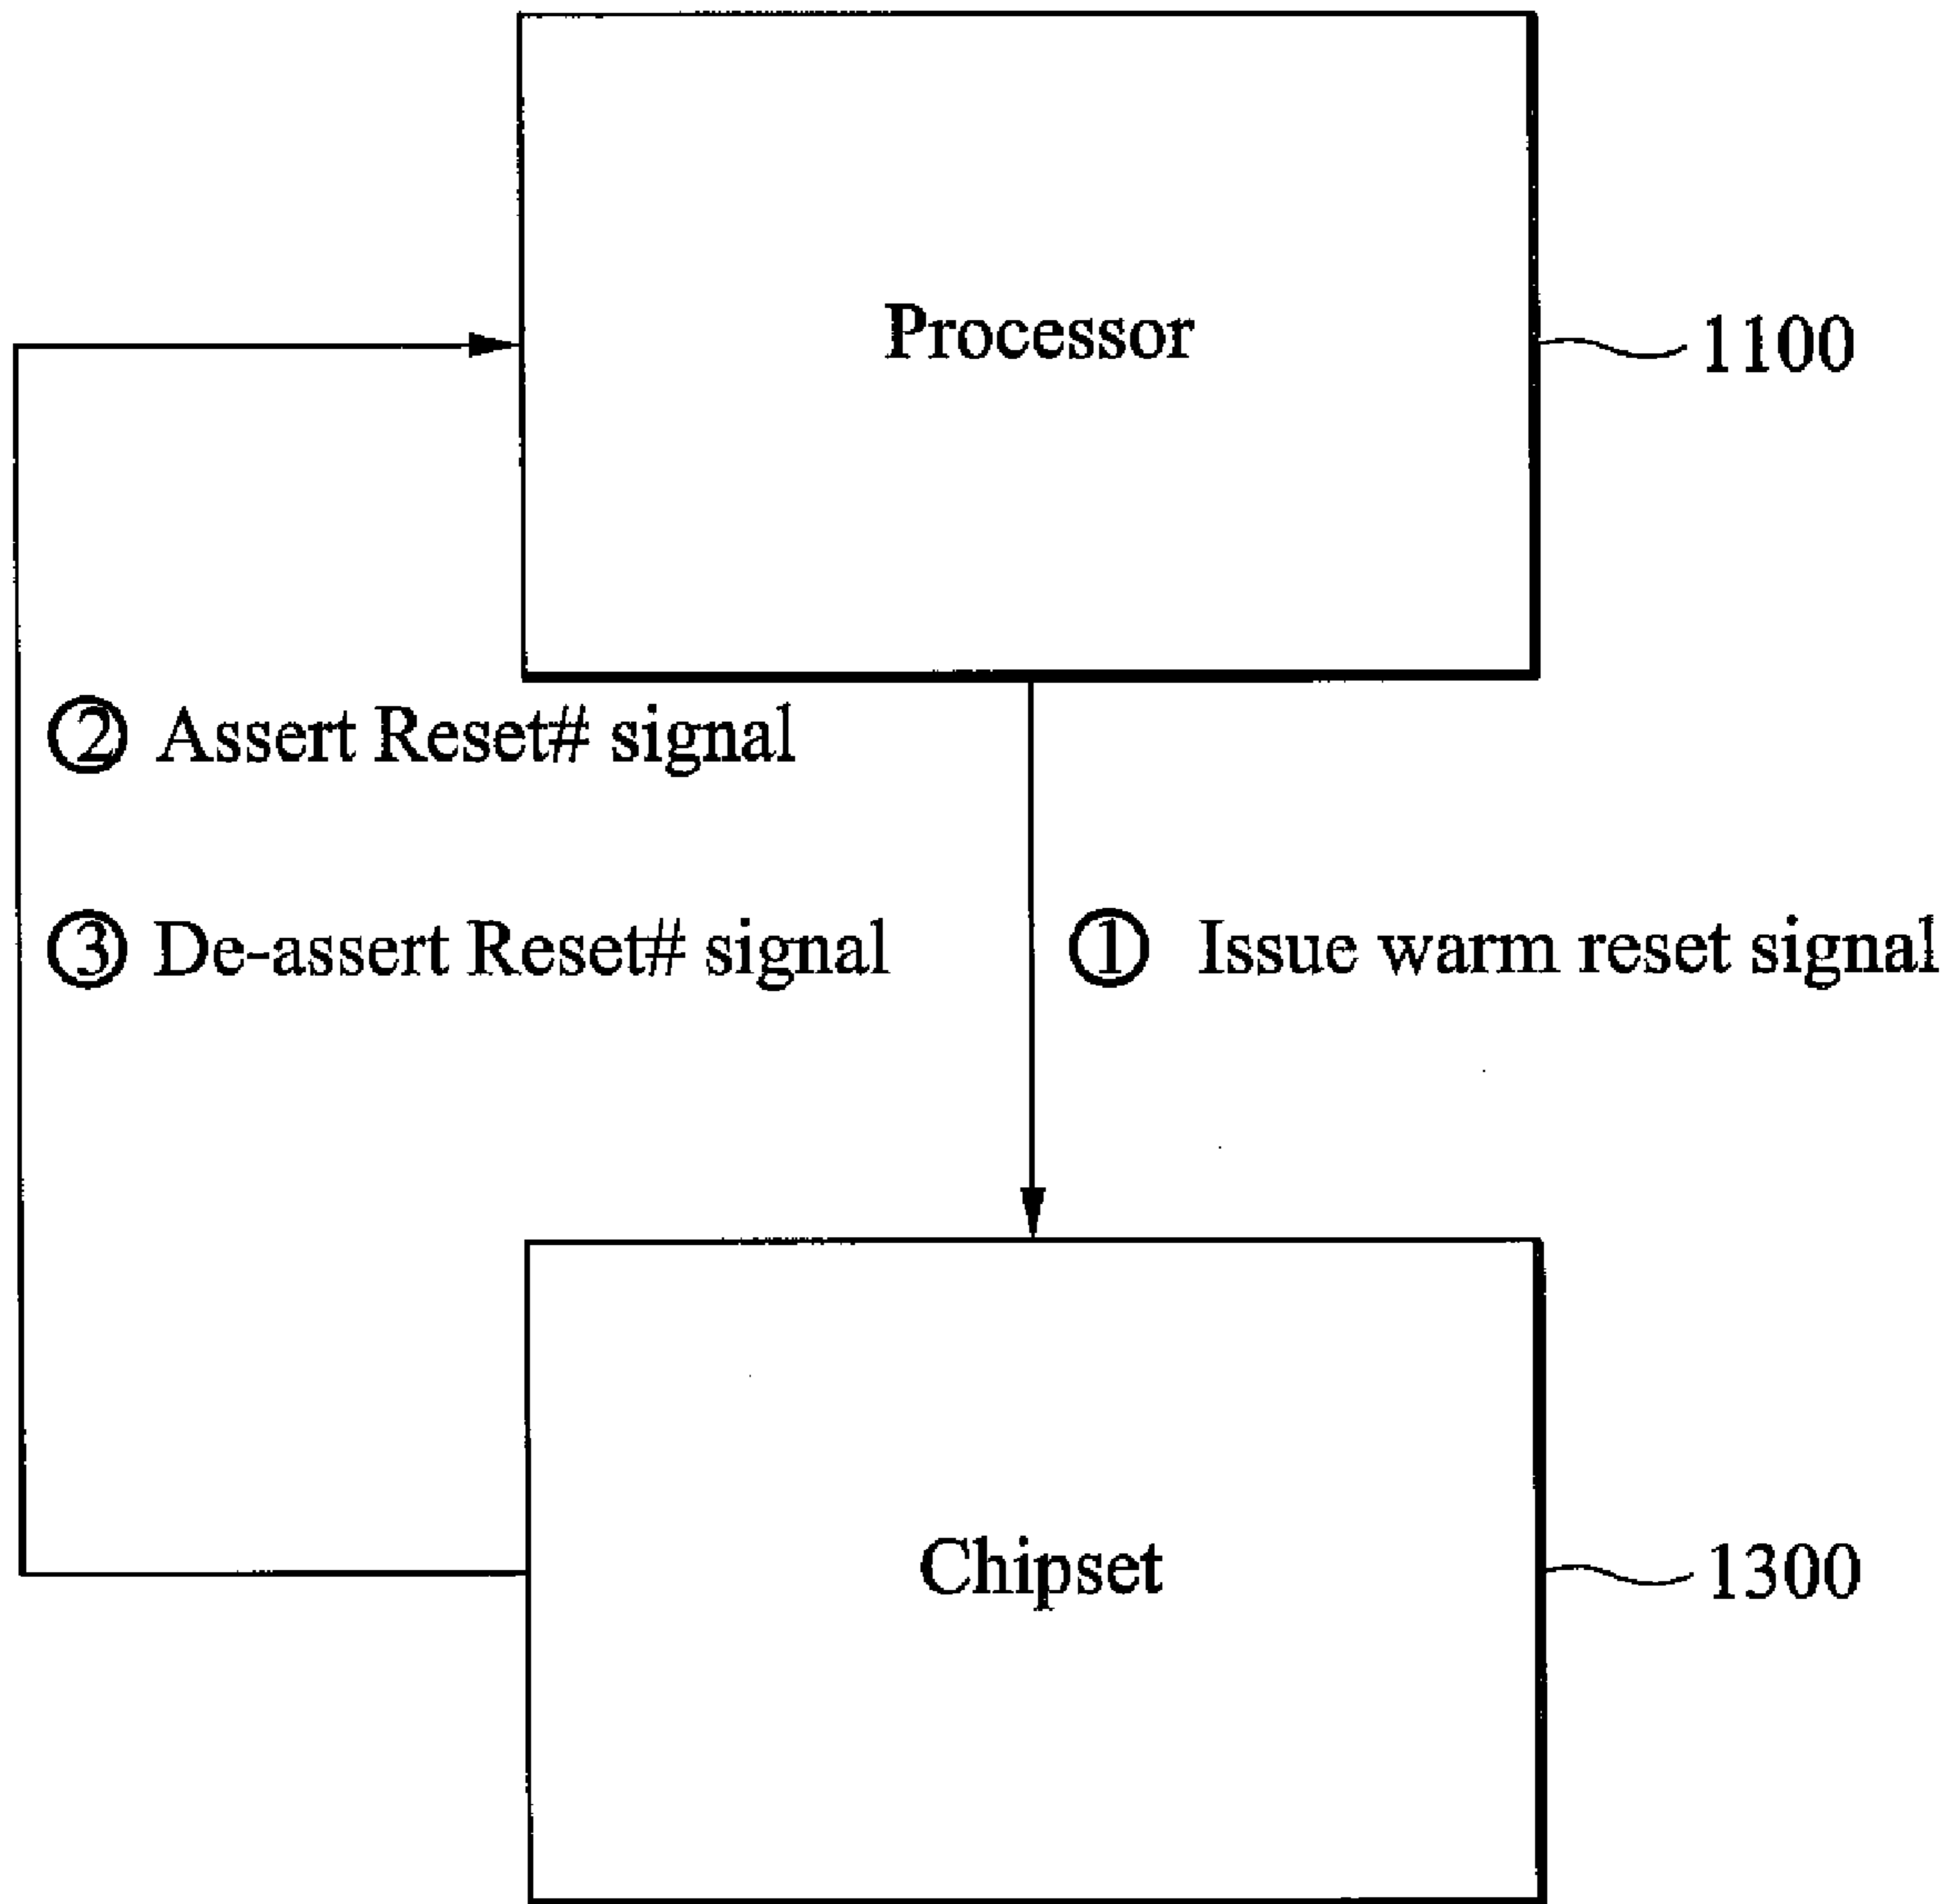 Processor
1100
② Assert Reset# signal
③ De-assert Reset# signal
① Issue warm reset signal
Chipset
1300